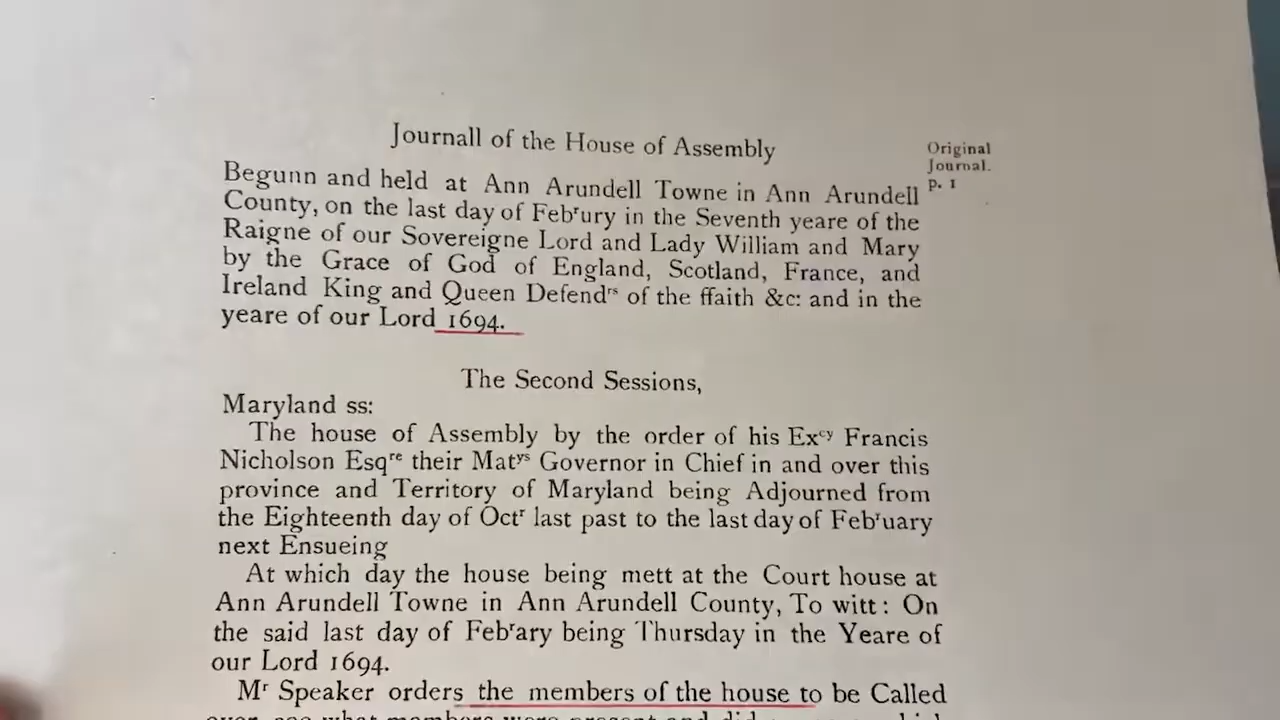 Journall of the House of Assembly
Original
Journal.
p. 1
Begunn and held at Ann Arundell Towne in Ann Arundell
County, on the last day of Febʳury in the Seventh yeare of the
Raigne of our Sovereigne Lord and Lady William and Mary
by the Grace of God of England, Scotland, France, and
Ireland King and Queen Defendʳˢ of the ffaith &c: and in the
yeare of our Lord 1694.
The Second Sessions,
Maryland ss:
The house of Assembly by the order of his Exᶜʸ Francis
Nicholson Esqʳᵉ their Matʸˢ Governor in Chief in and over this
province and Territory of Maryland being Adjourned from
the Eighteenth day of Octʳ last past to the last day of Febʳuary
next Ensueing
At which day the house being mett at the Court house at
Ann Arundell Towne in Ann Arundell County, To witt: On
the said last day of Febʳary being Thursday in the Yeare of
our Lord 1694.
Mʳ Speaker orders the members of the house to be Called